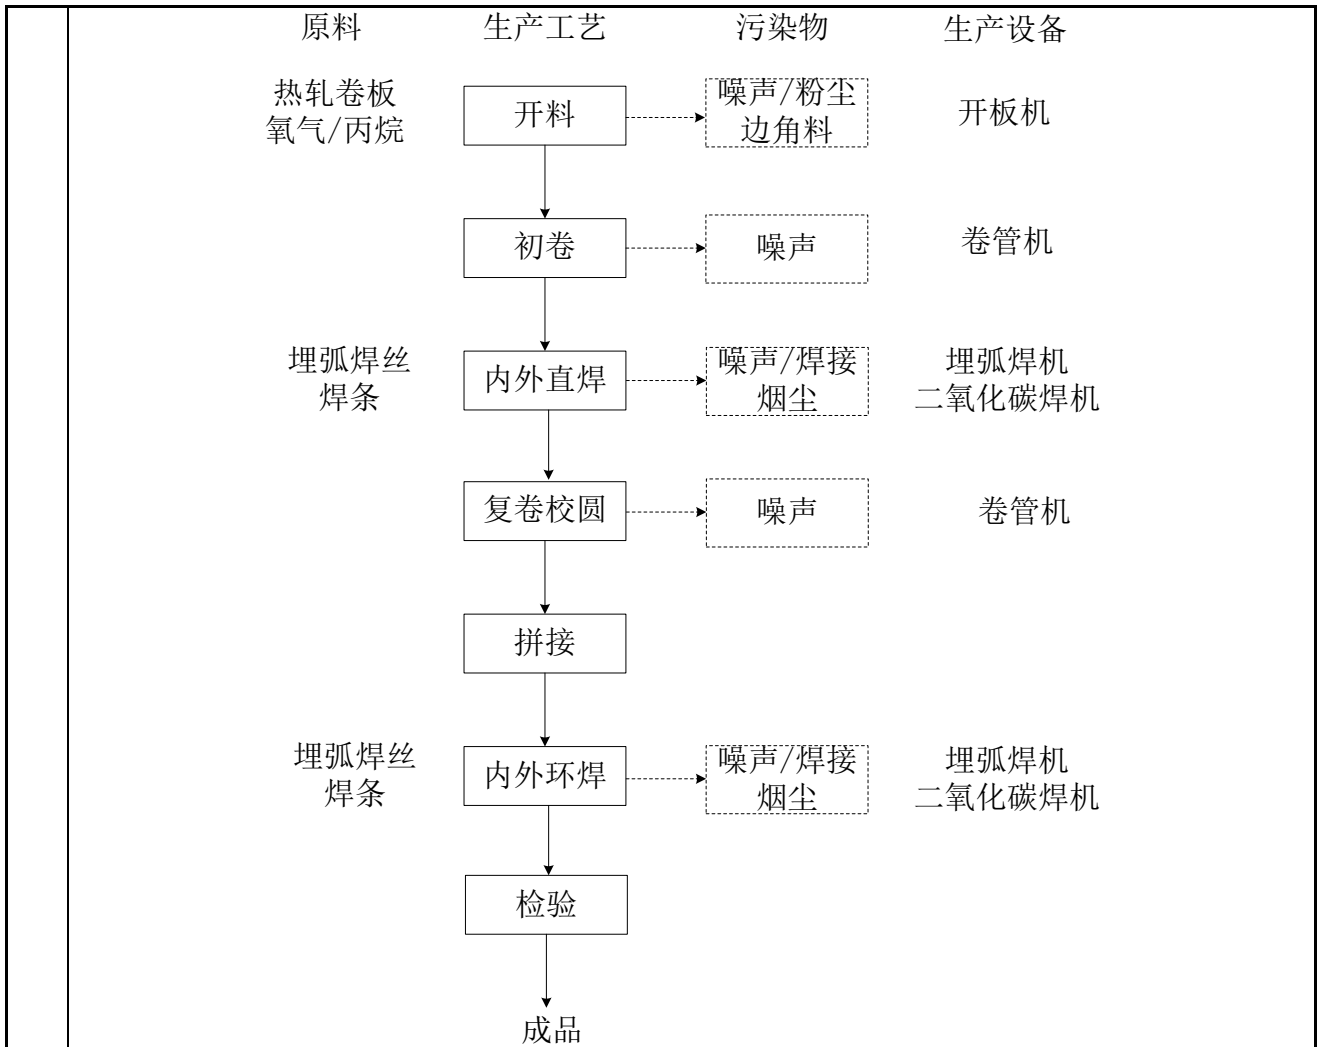 原料 生产工艺 污染物 生产设备
热轧卷板
氧气/丙烷
开料
噪声/粉尘
边角料
开板机
初卷
噪声
卷管机
埋弧焊丝
焊条
内外直焊
噪声/焊接
烟尘
埋弧焊机
二氧化碳焊机
复卷校圆
噪声
卷管机
拼接
埋弧焊丝
焊条
内外环焊
噪声/焊接
烟尘
埋弧焊机
二氧化碳焊机
检验
成品